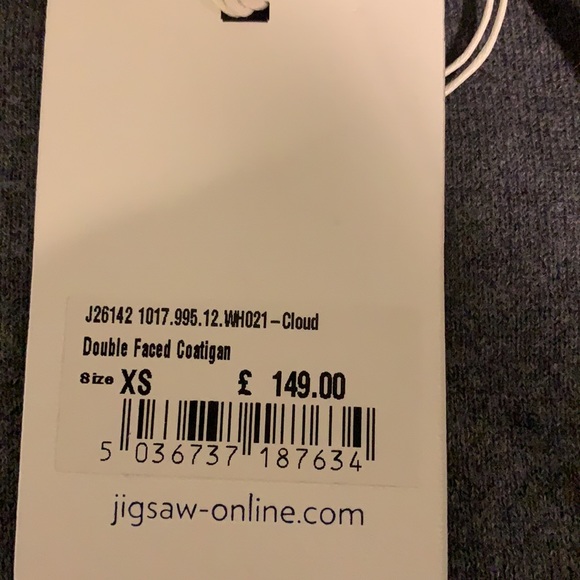 J26142 1017.995.12.WH021-Cloud
Double Faced Coatigan
Size XS £ 149.00
5 036737 187634
jigsaw-online.com